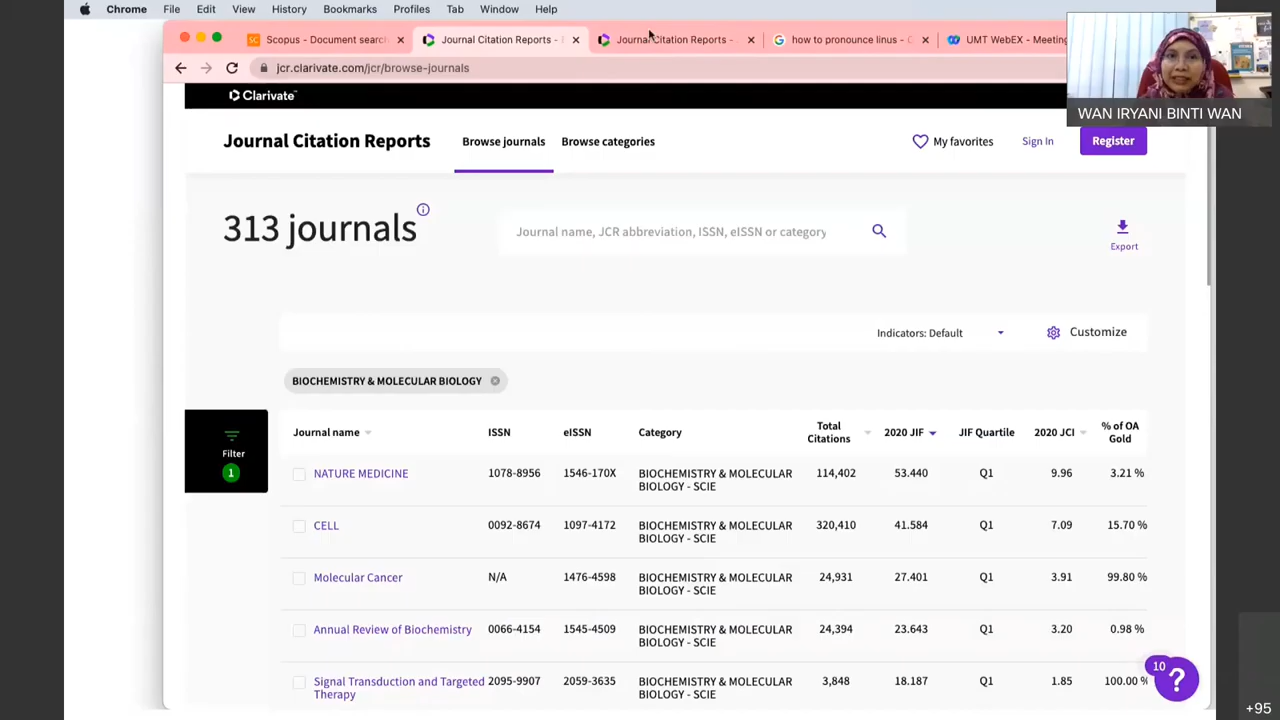 Chrome File Edit View History Bookmarks Profiles Tab Window Help
Scopus - Document search
Journal Citation Reports -
Journal Citation Reports -
how to pronounce linus -
UMT WebEX - Meeting
jcr.clarivate.com/jcr/browse-journals
WAN IRYANI BINTI WAN
Clarivate™
Journal Citation Reports
Browse journals
Browse categories
My favorites
Sign In
Register
313 journals
Journal name, JCR abbreviation, ISSN, eISSN or category
Export
Indicators: Default
Customize
BIOCHEMISTRY & MOLECULAR BIOLOGY
Filter
1
Journal name ISSN eISSN Category Total Citations 2020 JIF JIF Quartile 2020 JCI % of OA Gold
NATURE MEDICINE 1078-8956 1546-170X BIOCHEMISTRY & MOLECULAR 114,402 53.440 Q1 9.96 3.21 %
BIOLOGY - SCIE
CELL 0092-8674 1097-4172 BIOCHEMISTRY & MOLECULAR 320,410 41.584 Q1 7.09 15.70 %
BIOLOGY - SCIE
Molecular Cancer N/A 1476-4598 BIOCHEMISTRY & MOLECULAR 24,931 27.401 Q1 3.91 99.80 %
BIOLOGY - SCIE
Annual Review of Biochemistry 0066-4154 1545-4509 BIOCHEMISTRY & MOLECULAR 24,394 23.643 Q1 3.20 0.98 %
BIOLOGY - SCIE
Signal Transduction and Targeted 2095-9907 2059-3635 BIOCHEMISTRY & MOLECULAR 3,848 18.187 Q1 1.85 100.00 %
Therapy BIOLOGY - SCIE
10
?
+95